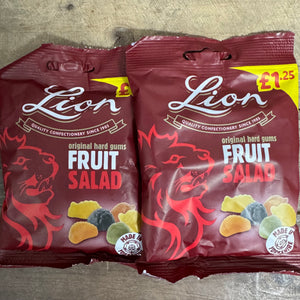 Lion
QUALITY CONFECTIONERY SINCE 1903
original hard gums
FRUIT
SALAD
£
Lion
£1.25
QUALITY CONFECTIONERY SINCE 1903
original hard gums
FRUIT
SALAD
MADE IN